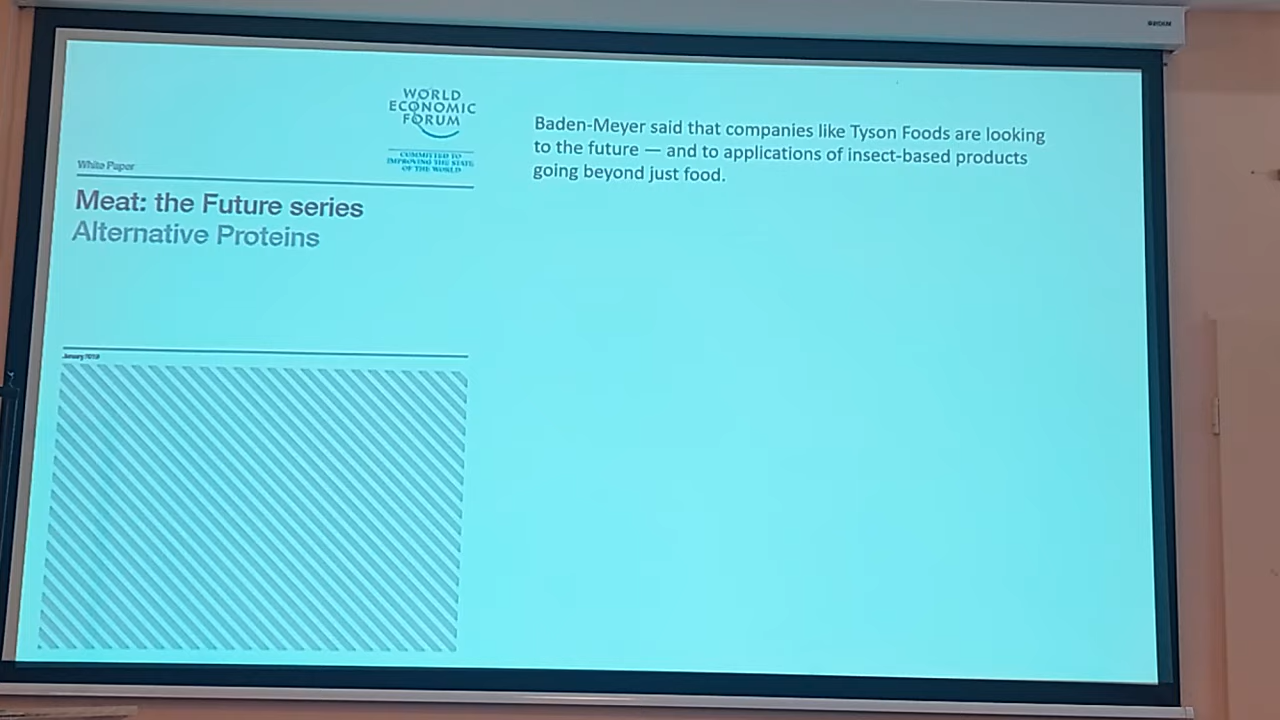 WORLD
ECONOMIC
FORUM
COMMITTED TO
IMPROVING THE STATE
OF THE WORLD
White Paper
Meat: the Future series
Alternative Proteins
January 2019
Baden-Meyer said that companies like Tyson Foods are looking
to the future — and to applications of insect-based products
going beyond just food.